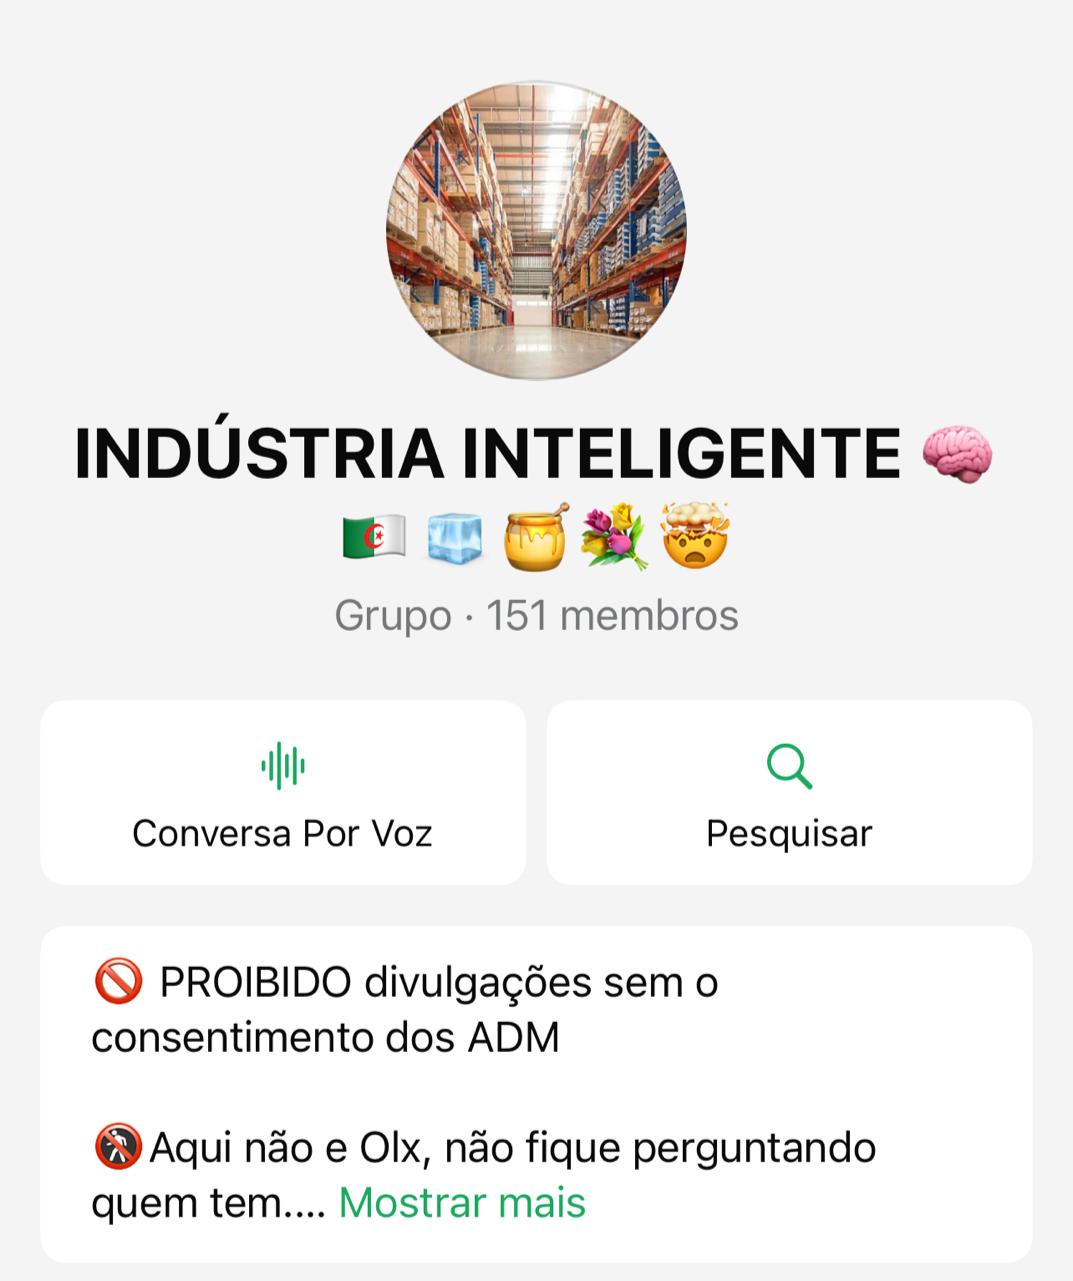 INDÚSTRIA INTELIGENTE 🧠
🇩🇿 🧊 🍯 💐 🤯
Grupo · 151 membros
Conversa Por Voz
Pesquisar
🚫 PROIBIDO divulgações sem o
consentimento dos ADM
🚷Aqui não e Olx, não fique perguntando
quem tem.... Mostrar mais